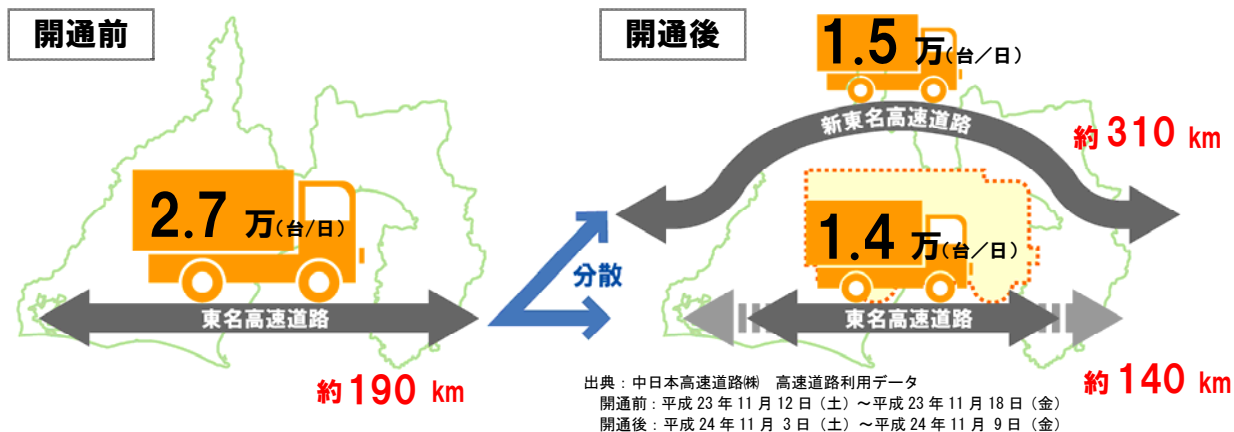 開通前
2.7 万(台/日)
東名高速道路
約190 km
分散
開通後
1.5 万(台/日)
新東名高速道路
約310 km
1.4 万(台/日)
東名高速道路
約140 km
出典：中日本高速道路㈱ 高速道路利用データ
開通前：平成23年11月12日（土）～平成23年11月18日（金）
開通後：平成24年11月 3日（土）～平成24年11月 9日（金）